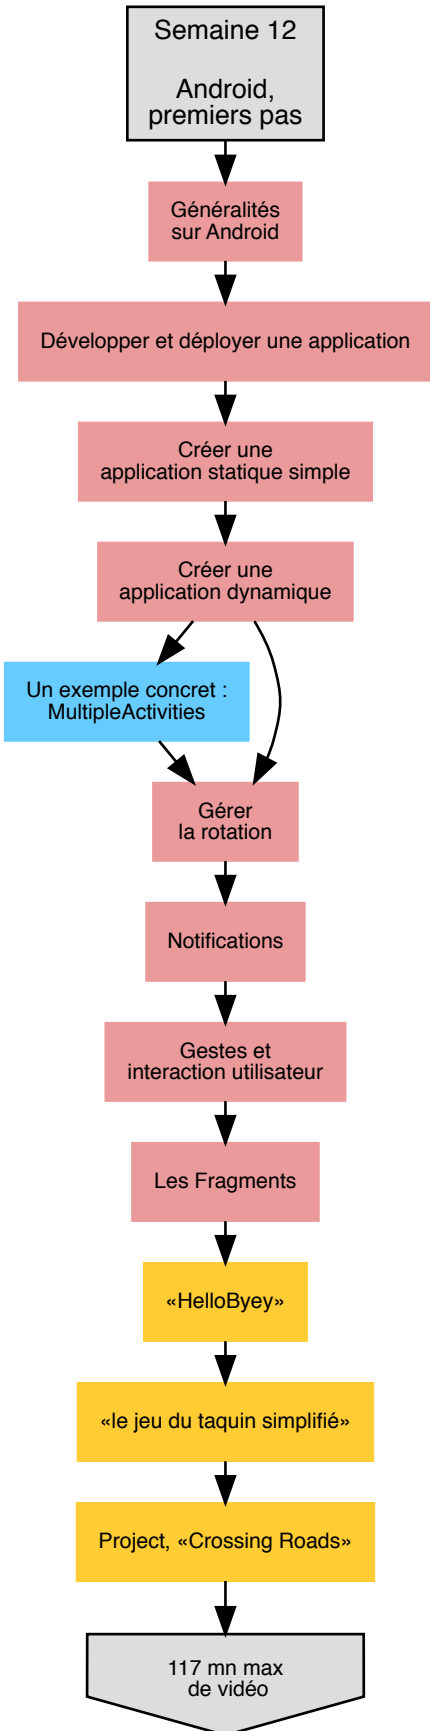 Semaine 12
Android,
premiers pas
Généralités
sur Android
Développer et déployer une application
Créer une
application statique simple
Créer une
application dynamique
Un exemple concret :
MultipleActivities
Gérer
la rotation
Notifications
Gestes et
interaction utilisateur
Les Fragments
«HelloByey»
«le jeu du taquin simplifié»
Project, «Crossing Roads»
117 mn max
de vidéo